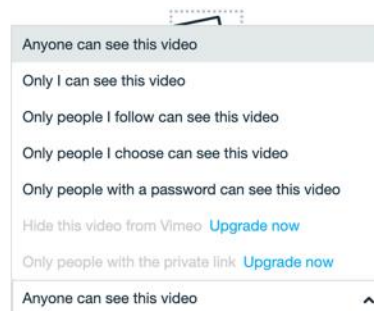 Anyone can see this video
Only I can see this video
Only people I follow can see this video
Only people I choose can see this video
Only people with a password can see this video
Hide this video from Vimeo Upgrade now
Only people with the private link Upgrade now
Anyone can see this video